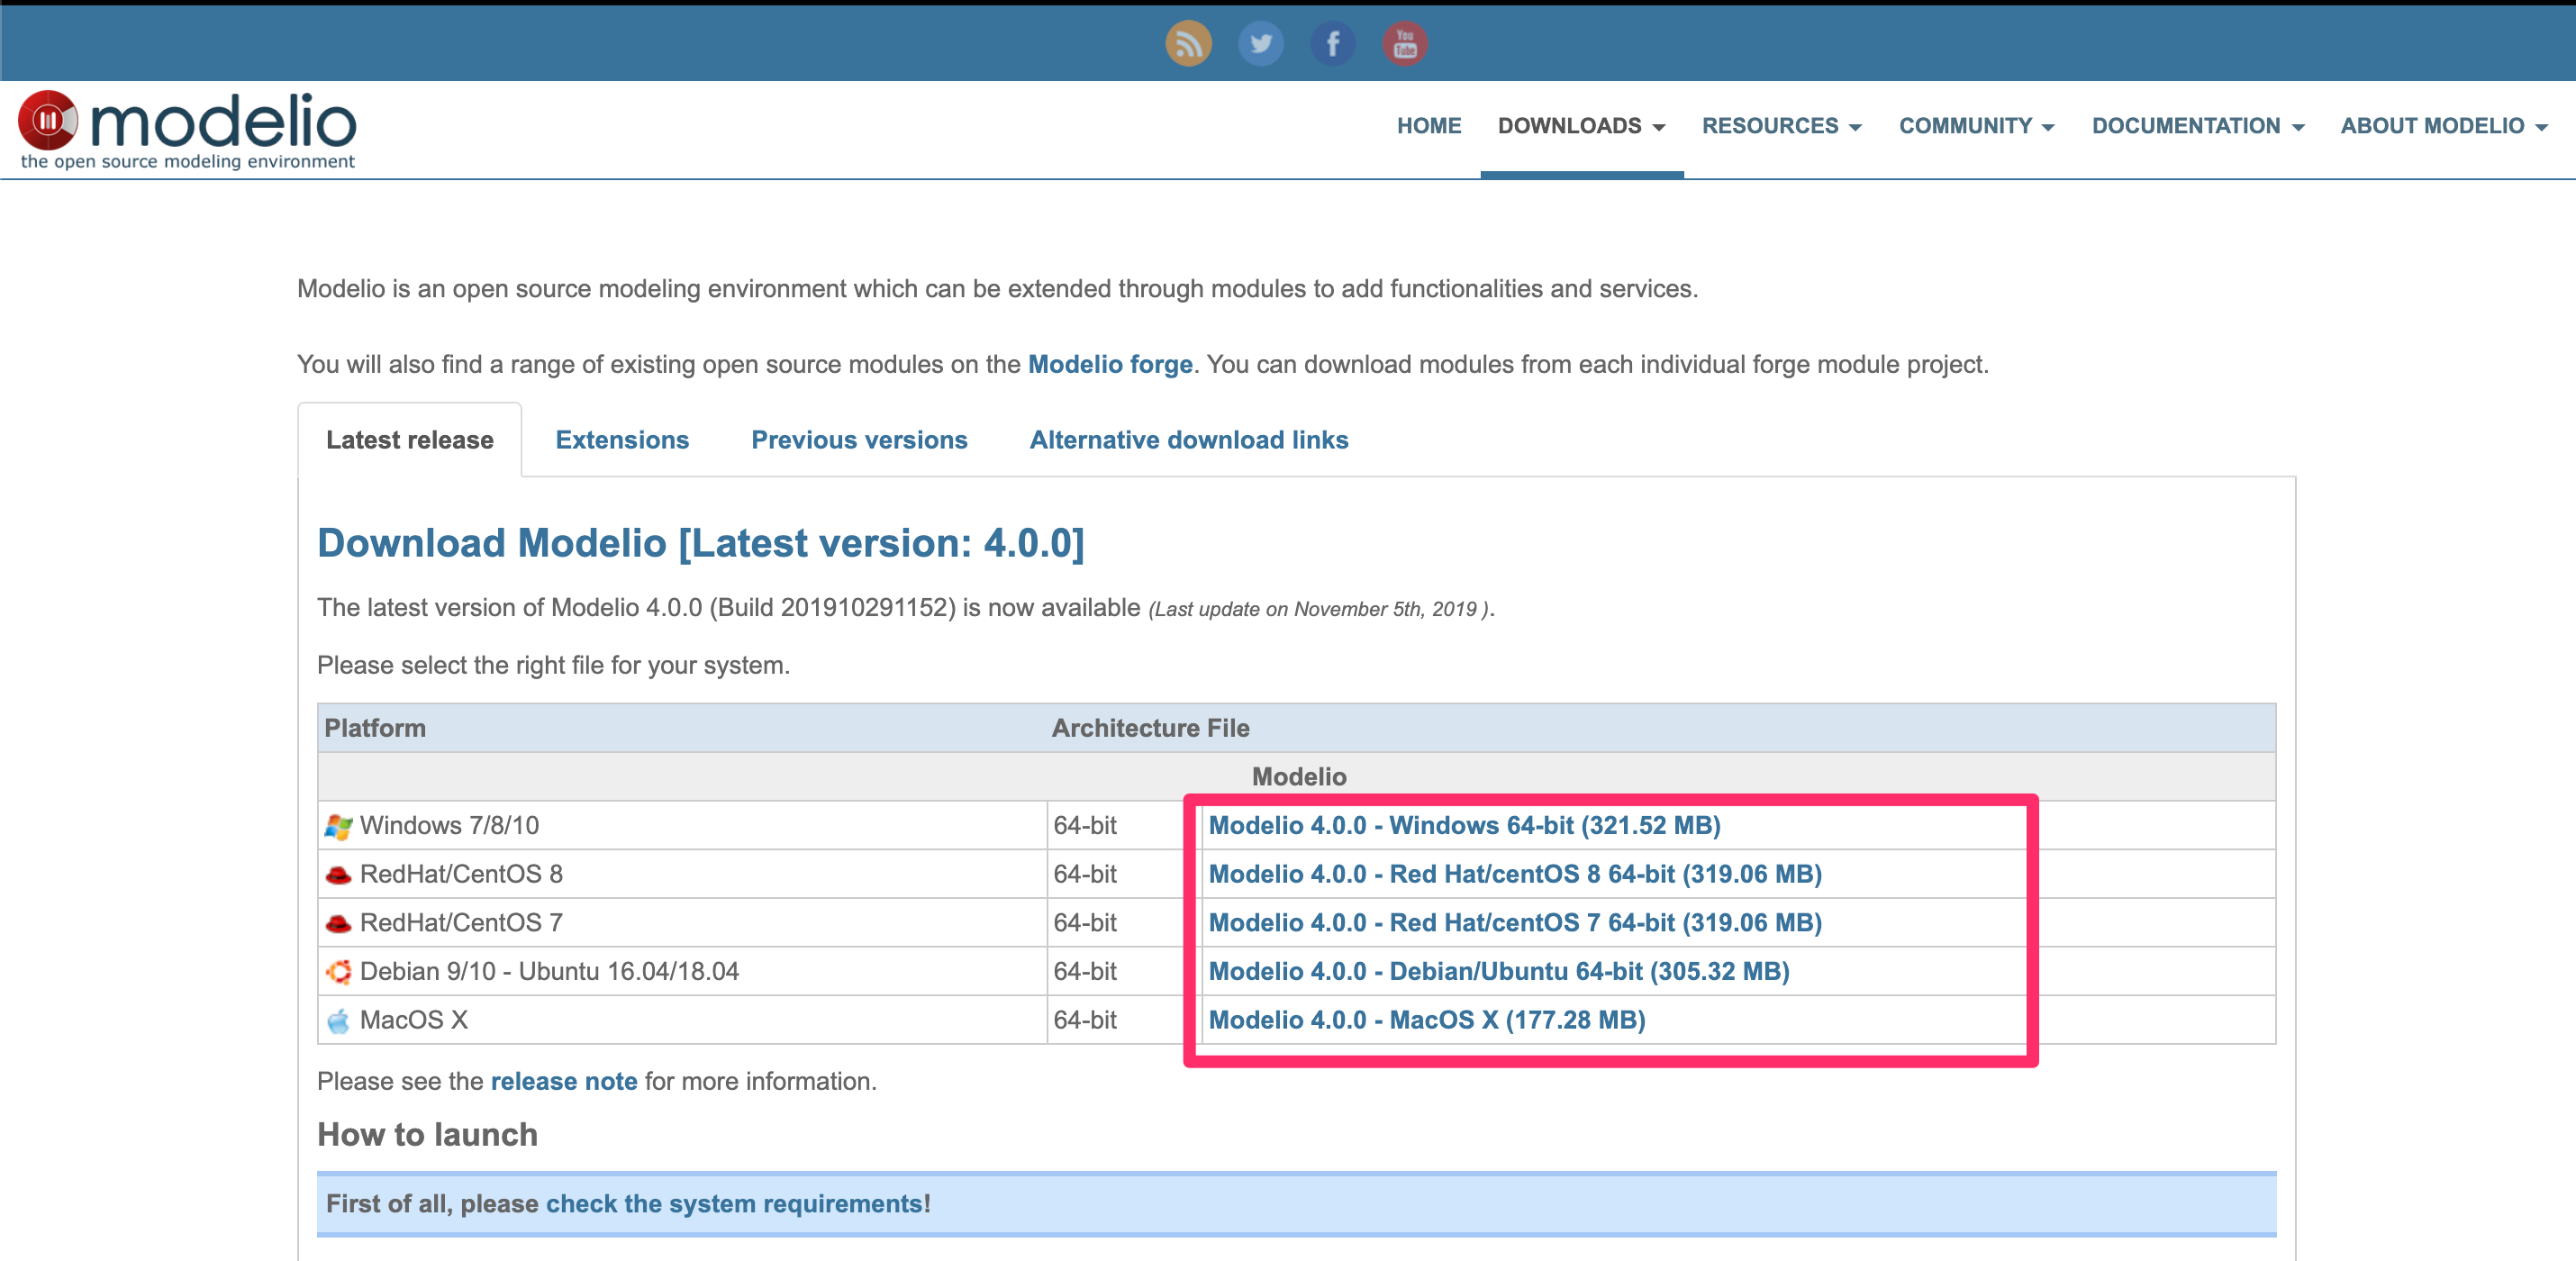 You
Tube
modelio
the open source modeling environment
HOME DOWNLOADS RESOURCES COMMUNITY DOCUMENTATION ABOUT MODELIO
Modelio is an open source modeling environment which can be extended through modules to add functionalities and services.
You will also find a range of existing open source modules on the Modelio forge. You can download modules from each individual forge module project.
Latest release Extensions Previous versions Alternative download links
Download Modelio [Latest version: 4.0.0]
The latest version of Modelio 4.0.0 (Build 201910291152) is now available (Last update on November 5th, 2019 ).
Please select the right file for your system.
Platform Architecture File
Modelio
Windows 7/8/10 64-bit Modelio 4.0.0 - Windows 64-bit (321.52 MB)
RedHat/CentOS 8 64-bit Modelio 4.0.0 - Red Hat/centOS 8 64-bit (319.06 MB)
RedHat/CentOS 7 64-bit Modelio 4.0.0 - Red Hat/centOS 7 64-bit (319.06 MB)
Debian 9/10 - Ubuntu 16.04/18.04 64-bit Modelio 4.0.0 - Debian/Ubuntu 64-bit (305.32 MB)
MacOS X 64-bit Modelio 4.0.0 - MacOS X (177.28 MB)
Please see the release note for more information.
How to launch
First of all, please check the system requirements!